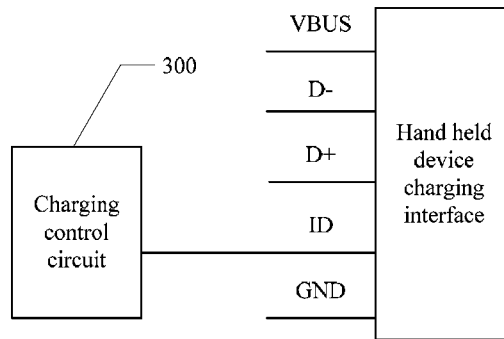 VBUS
300
D-
D+
Hand held
device
charging
interface
Charging
control
circuit
ID
GND